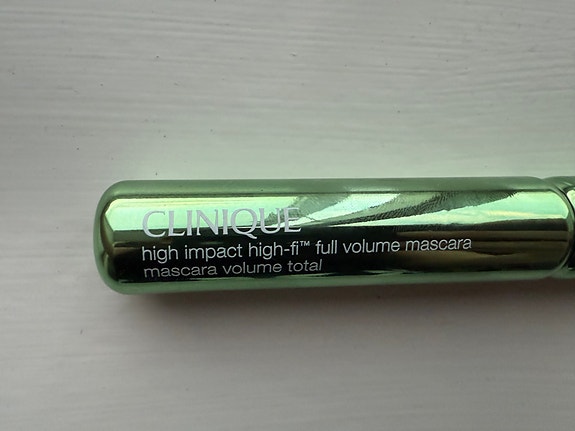 CLINIQUE
high impact high-fi™ full volume mascara
mascara volume total